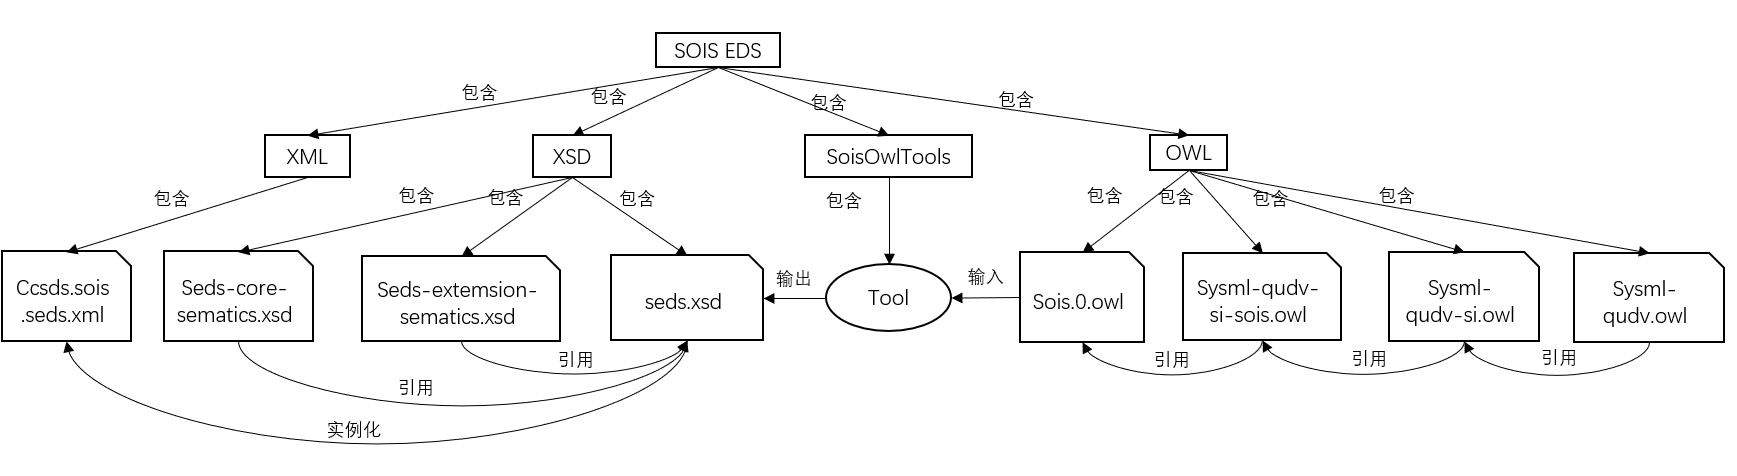 SOIS EDS
包含
包含
包含
包含
XML
XSD
SoisOwlTools
OWL
包含
包含
包含
包含
包含
包含
包含
包含
包含
Ccsds.sois
.seds.xml
Seds-core-
sematics.xsd
Seds-extemsion-
sematics.xsd
seds.xsd
输出
Tool
输入
Sois.0.owl
Sysml-qudv-
si-sois.owl
Sysml-
qudv-si.owl
Sysml-
qudv.owl
引用
引用
引用
引用
引用
实例化